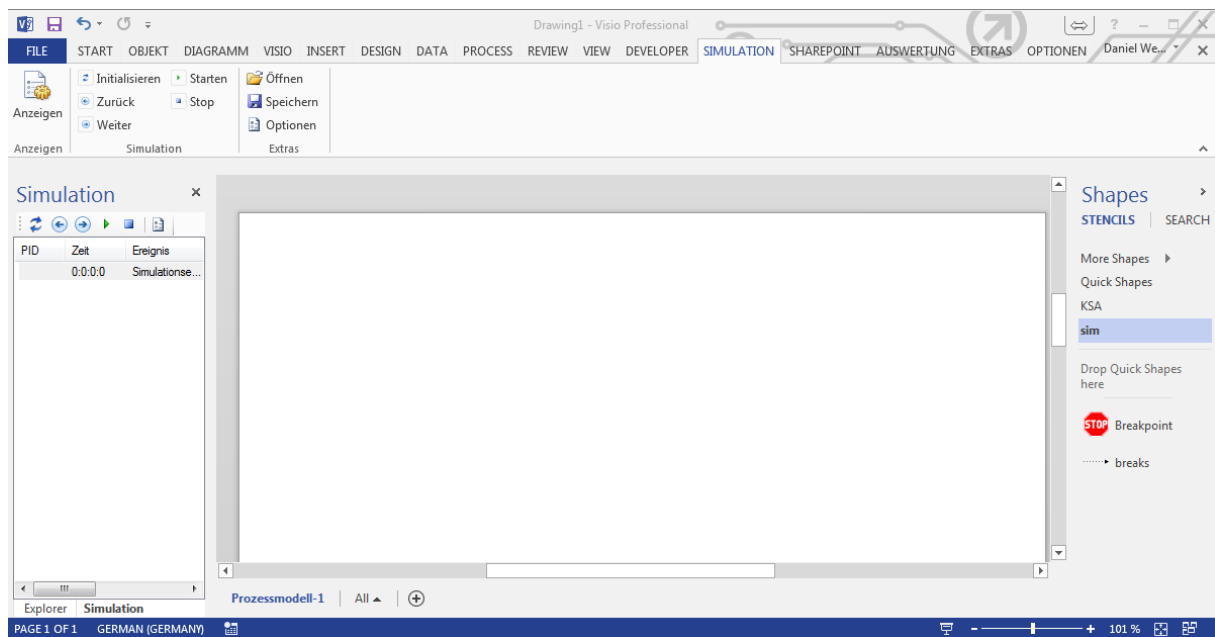 Drawing1 - Visio Professional
FILE START OBJEKT DIAGRAMM VISIO INSERT DESIGN DATA PROCESS REVIEW VIEW DEVELOPER SIMULATION SHAREPOINT AUSWERTUNG EXTRAS OPTIONEN Daniel We...
Anzeigen
Anzeigen
Initialisieren Starten
Zurück Stop
Weiter
Simulation
Öffnen
Speichern
Optionen
Extras
Simulation
PID Zeit Ereignis
0:0:0:0 Simulationse...
Explorer Simulation
Prozessmodell-1 All
Shapes
STENCILS SEARCH
More Shapes
Quick Shapes
KSA
sim
Drop Quick Shapes
here
STOP Breakpoint
breaks
PAGE 1 OF 1 GERMAN (GERMANY) 101 %